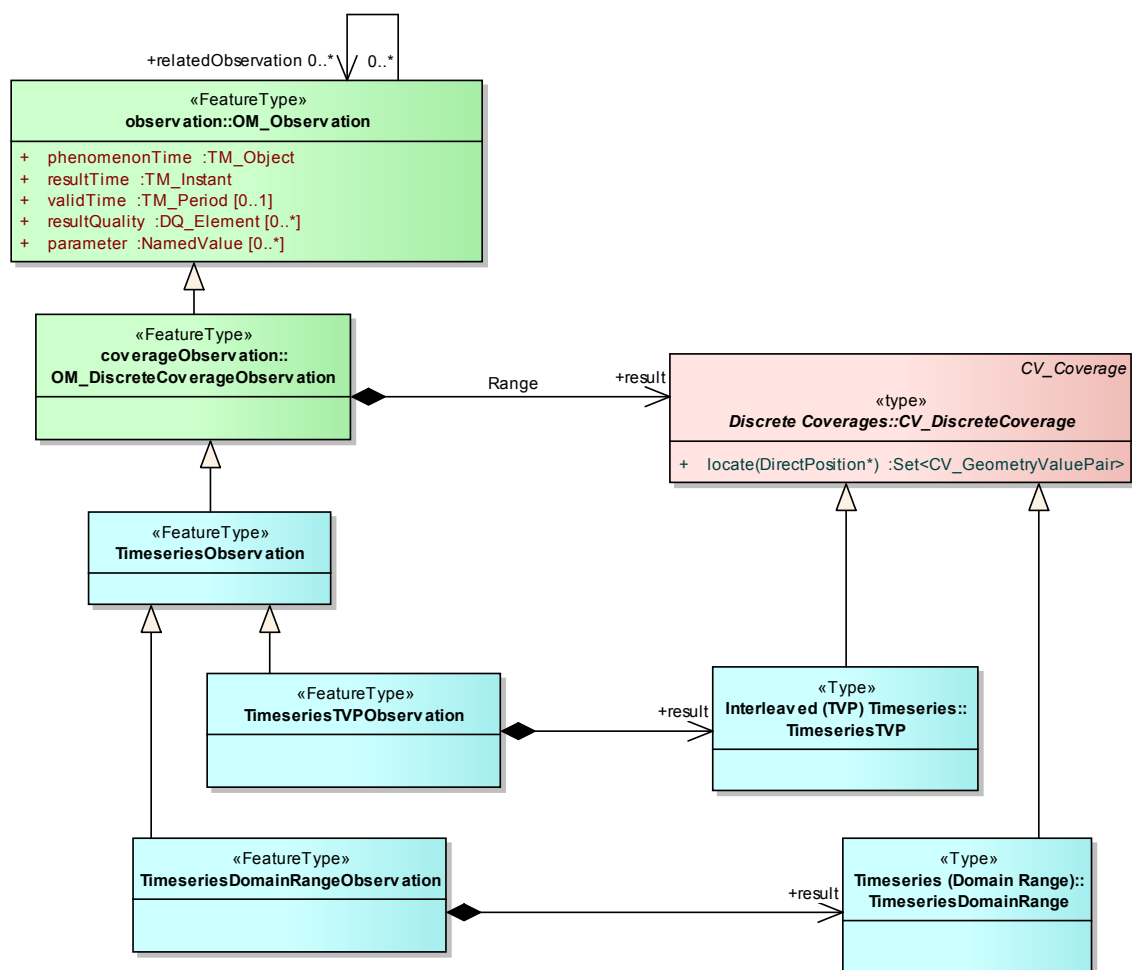 +relatedObservation 0..*
0..*
«FeatureType»
observation::OM_Observation
+ phenomenonTime :TM_Object
+ resultTime :TM_Instant
+ validTime :TM_Period [0..1]
+ resultQuality :DQ_Element [0..*]
+ parameter :NamedValue [0..*]
«FeatureType»
coverageObservation::
OM_DiscreteCoverageObservation
Range
+result
CV_Coverage
«type»
Discrete Coverages::CV_DiscreteCoverage
+ locate(DirectPosition*) :Set<CV_GeometryValuePair>
«FeatureType»
TimeseriesObservation
«FeatureType»
TimeseriesTVPObservation
+result
«Type»
Interleaved (TVP) Timeseries::
TimeseriesTVP
«FeatureType»
TimeseriesDomainRangeObservation
+result
«Type»
Timeseries (Domain Range)::
TimeseriesDomainRange